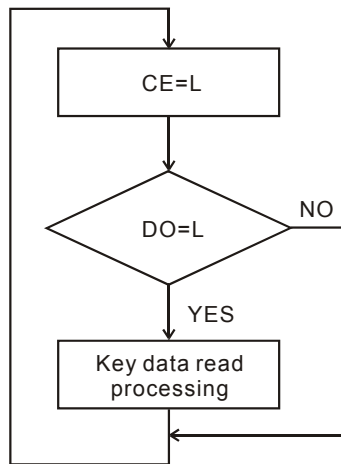 CE=L
DO=L
NO
YES
Key data read
processing